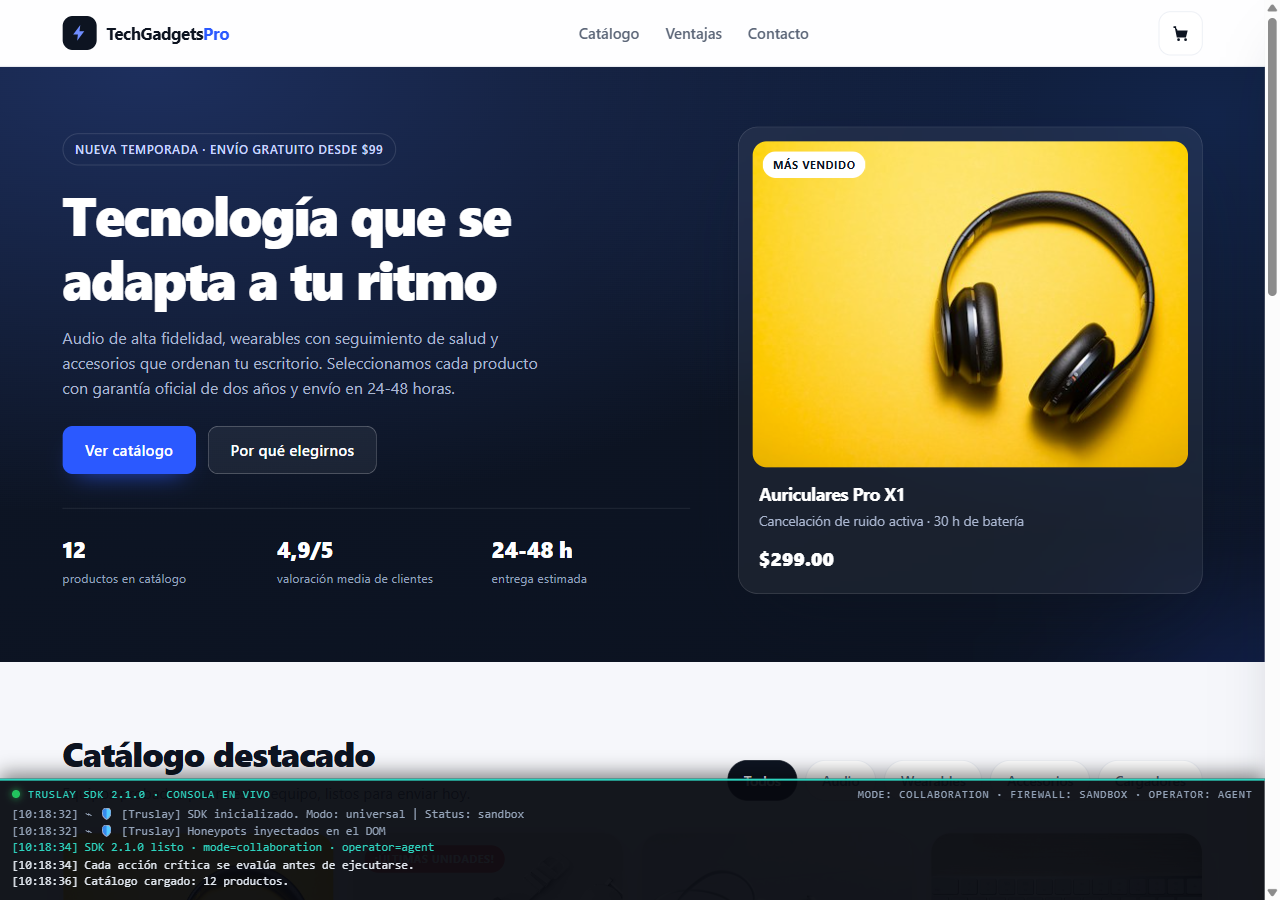 TechGadgetsPro
Catálogo
Ventajas
Contacto
NUEVA TEMPORADA · ENVÍO GRATUITO DESDE $99
Tecnología que se
adapta a tu ritmo
Audio de alta fidelidad, wearables con seguimiento de salud y
accesorios que ordenan tu escritorio. Seleccionamos cada producto
con garantía oficial de dos años y envío en 24-48 horas.
Ver catálogo
Por qué elegirnos
12
productos en catálogo
4,9/5
valoración media de clientes
24-48 h
entrega estimada
MÁS VENDIDO
Auriculares Pro X1
Cancelación de ruido activa · 30 h de batería
$299.00
Catálogo destacado
Todos
equipo, listos para enviar hoy.
TRUSLAY SDK 2.1.0 · CONSOLA EN VIVO
MODE: COLLABORATION · FIREWALL: SANDBOX · OPERATOR: AGENT
[10:18:32] ~ [Truslay] SDK inicializado. Modo: universal | Status: sandbox
[10:18:32] ~ [Truslay] Honeypots inyectados en el DOM
[10:18:34] SDK 2.1.0 listo · mode=collaboration · operator=agent
[10:18:34] Cada acción crítica se evalúa antes de ejecutarse.
[10:18:36] Catálogo cargado: 12 productos.
UNIDADES!